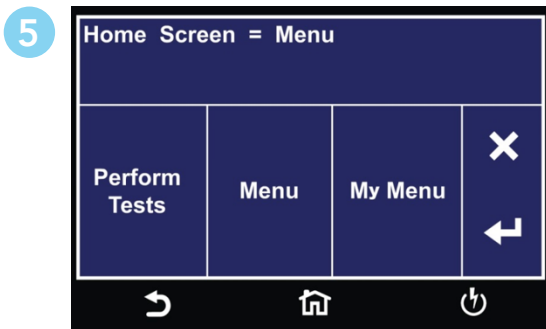 5
Home Screen = Menu
Perform
Tests
Menu
My Menu